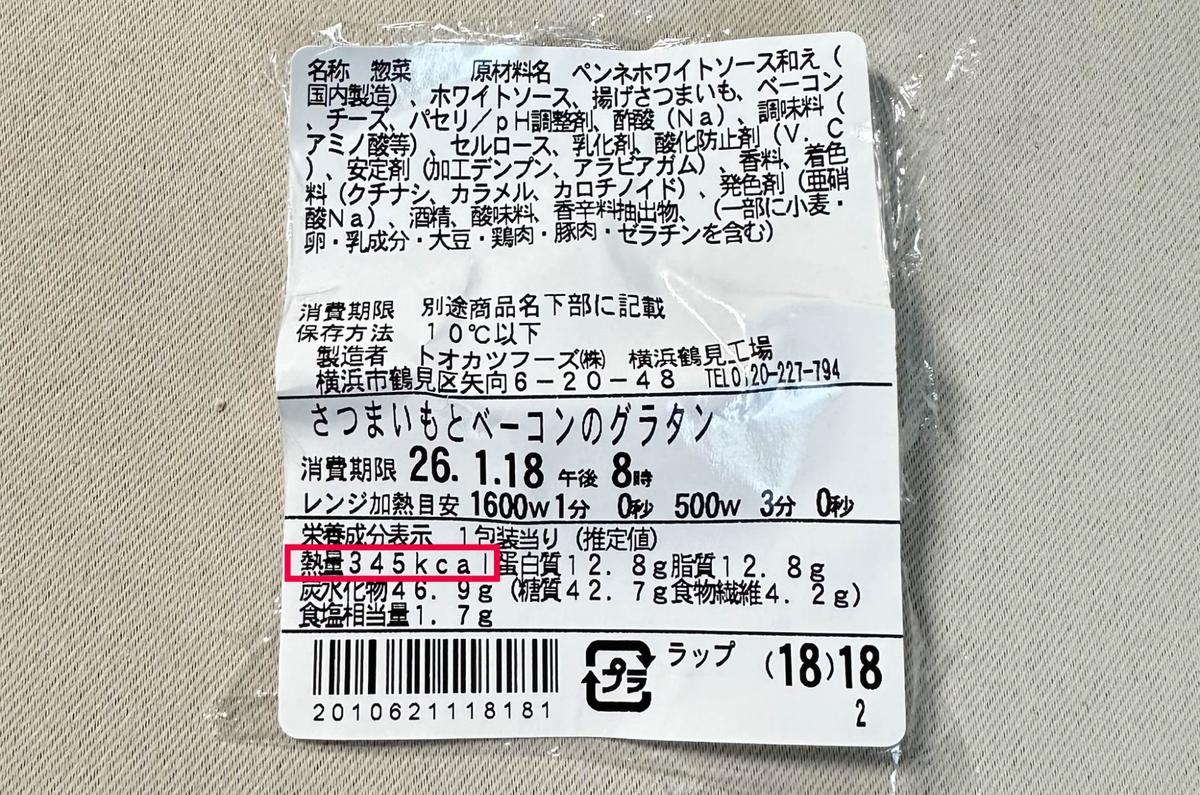 名称 惣菜 原材料名 ペンネホワイトソース和え(
国内製造)、ホワイトソース、揚げさつまいも、ベーコン
、チーズ、パセリ/pH調整剤、酢酸(Na)、調味料(
アミノ酸等)、セルロース、乳化剤、酸化防止剤(V.C
)、安定剤(加工デンプン、アラビアガム)、香料、着色
料(クチナシ、カラメル、カロチノイド)、発色剤(亜硝
酸Na)、酒精、酸味料、香辛料抽出物、(一部に小麦・
卵・乳成分・大豆・鶏肉・豚肉・ゼラチンを含む)
消費期限 別途商品名下部に記載
保存方法 10℃以下
製造者 トオカツフーズ㈱ 横浜鶴見工場
横浜市鶴見区矢向6-20-48 TEL0120-227-794
さつまいもとベーコンのグラタン
消費期限 26.1.18 午後 8時
レンジ加熱目安 1600w1分 0秒 500w 3分 0秒
栄養成分表示 1包装当り(推定値)
熱量345kcal蛋白質12.8g脂質12.8g
炭水化物46.9g(糖質42.7g食物繊維4.2g)
食塩相当量1.7g
プラ ラップ (18)18
2010621118181 2